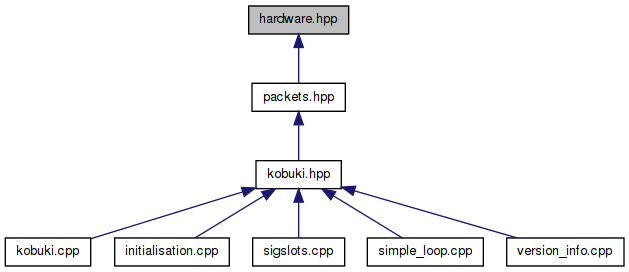 hardware.hpp
packets.hpp
kobuki.hpp
kobuki.cpp
initialisation.cpp
sigslots.cpp
simple_loop.cpp
version_info.cpp